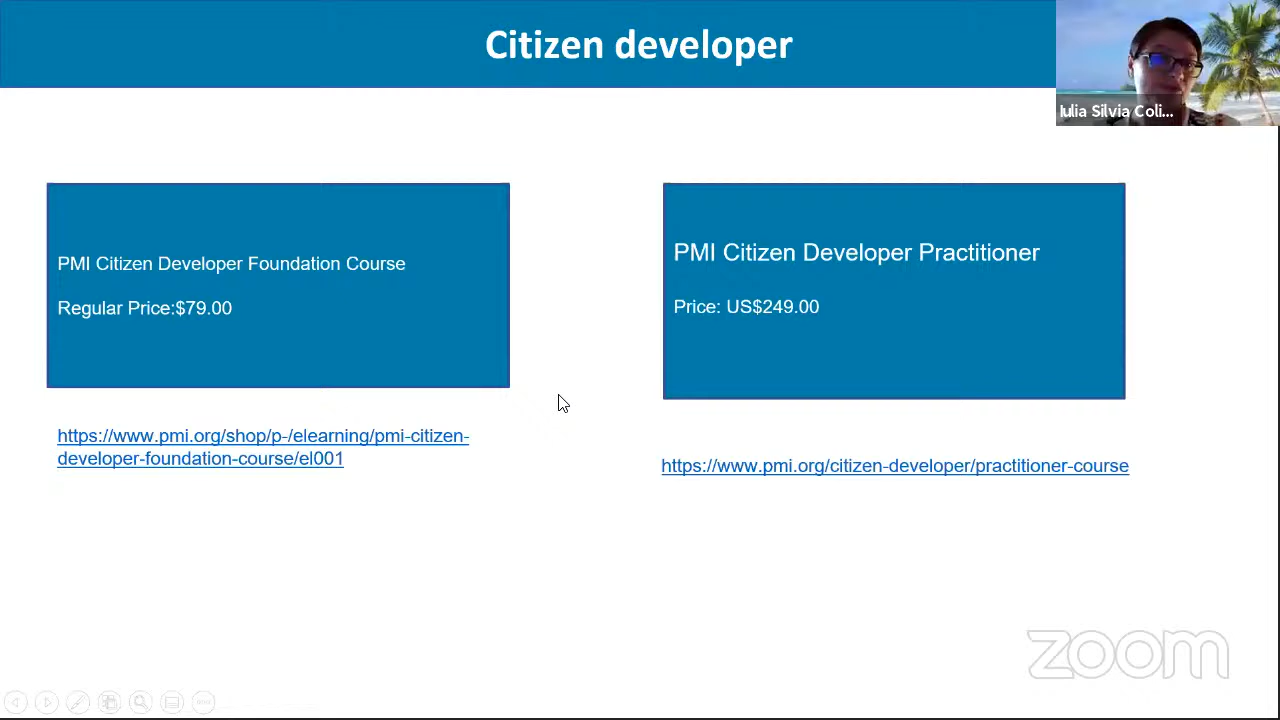 Citizen developer
Iulia Silvia Coli...
PMI Citizen Developer Foundation Course
Regular Price:$79.00
PMI Citizen Developer Practitioner
Price: US$249.00
https://www.pmi.org/shop/p-/elearning/pmi-citizen-
developer-foundation-course/el001
https://www.pmi.org/citizen-developer/practitioner-course
zoom